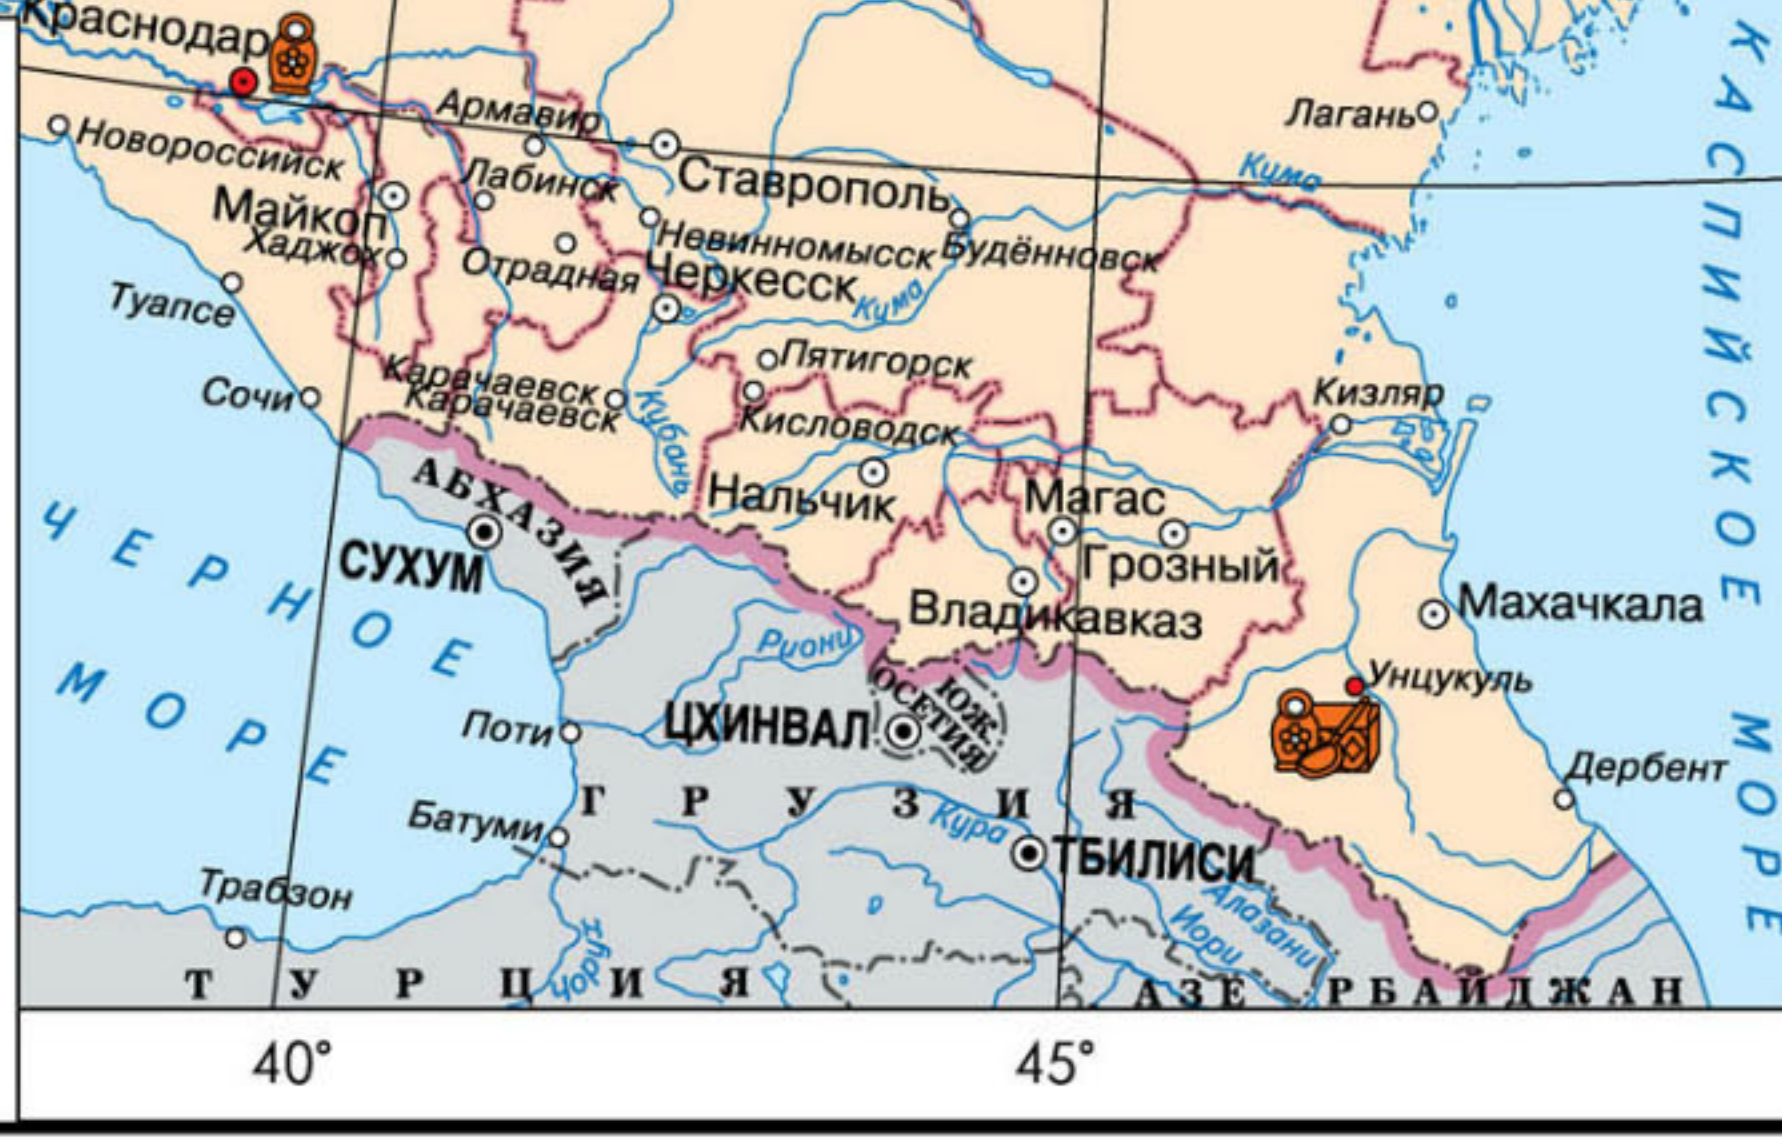 Краснодар
Армавир
Лагань
Новороссийск
Лабинск
Ставрополь
Кума
Майкоп
Хаджох
Отрадная
Невинномысск
Будённовск
Черкесск
Кума
Туапсе
Пятигорск
Карачаевск
Карачаевск
Сочи
Кубань
Кисловодск
Кизляр
АБХАЗИЯ
Нальчик
Магас
СУХУМ
Грозный
Владикавказ
Махачкала
Риони
Унцукуль
ЧЕРНОЕ
МОРЕ
КАСПИЙСКОЕ МОРЕ
ЮЖ.
ОСЕТИЯ
ЦХИНВАЛ
Поти
Дербент
ГРУЗИЯ
Батуми
Кура
ТБИЛИСИ
Трабзон
Алазани
Иори
Чорух
ТУРЦИЯ
АЗЕРБАЙДЖАН
40°
45°